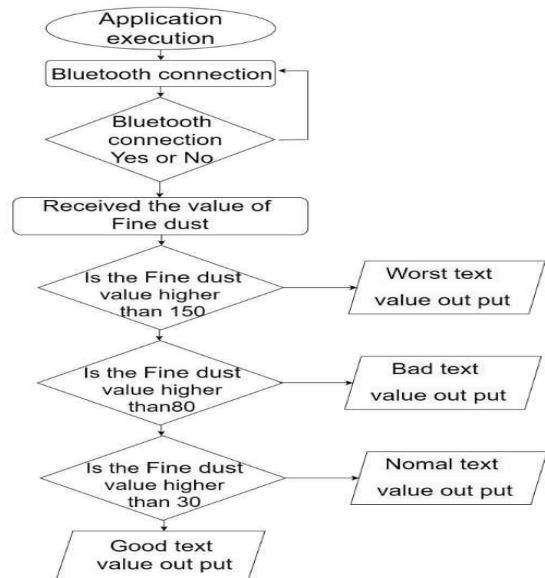 Application
execution
Bluetooth connection
Bluetooth
connection
Yes or No
Received the value of
Fine dust
Is the Fine dust
value higher
than 150
Worst text
value out put
Is the Fine dust
value higher
than80
Bad text
value out put
Is the Fine dust
value higher
than 30
Nomal text
value out put
Good text
value out put